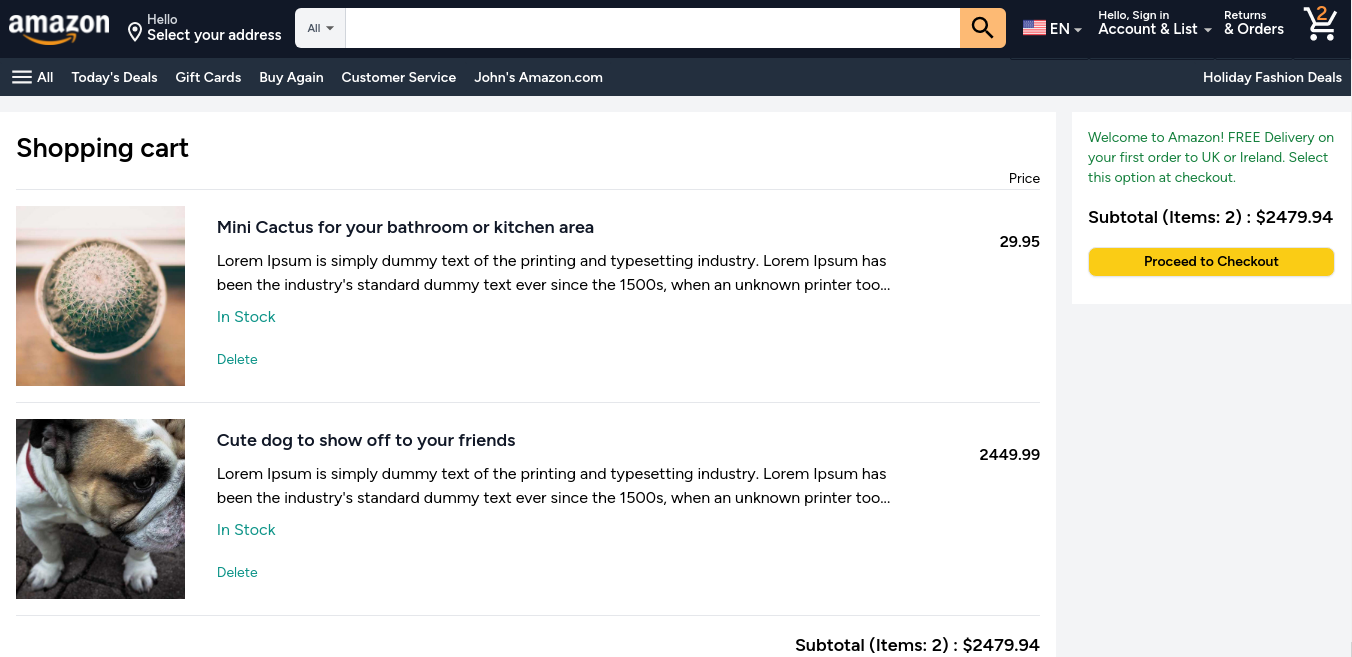 amazon
Hello
Select your address
All
EN
Hello, Sign in
Account & List
Returns
& Orders
2
All
Today's Deals
Gift Cards
Buy Again
Customer Service
John's Amazon.com
Holiday Fashion Deals
Shopping cart
Price
Mini Cactus for your bathroom or kitchen area
29.95
Lorem Ipsum is simply dummy text of the printing and typesetting industry. Lorem Ipsum has
been the industry's standard dummy text ever since the 1500s, when an unknown printer too...
In Stock
Delete
Cute dog to show off to your friends
2449.99
Lorem Ipsum is simply dummy text of the printing and typesetting industry. Lorem Ipsum has
been the industry's standard dummy text ever since the 1500s, when an unknown printer too...
In Stock
Delete
Subtotal (Items: 2) : $2479.94
Welcome to Amazon! FREE Delivery on
your first order to UK or Ireland. Select
this option at checkout.
Subtotal (Items: 2) : $2479.94
Proceed to Checkout